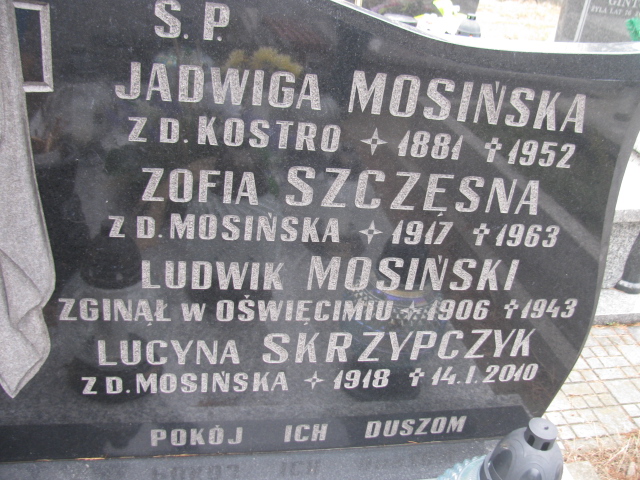 Ś.P.
JADWIGA MOSIŃSKA
Z D. KOSTRO 1881 † 1952
ZOFIA SZCZĘSNA
Z D. MOSIŃSKA 1917 † 1963
LUDWIK MOSIŃSKI
ZGINĄŁ W OŚWIĘCIMIU 1906 † 1943
LUCYNA SKRZYPCZYK
Z D. MOSIŃSKA 1918 † 14.I.2010
POKÓJ ICH DUSZOM